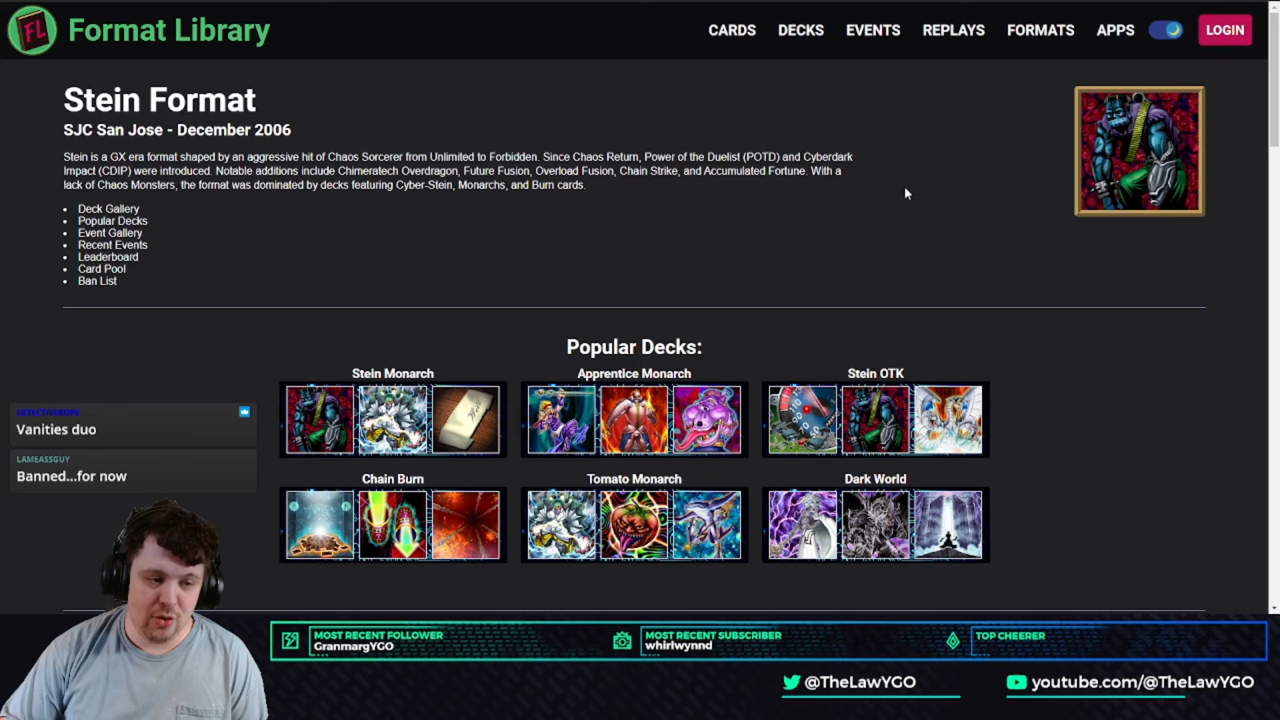 Format Library
CARDS DECKS EVENTS REPLAYS FORMATS APPS LOGIN
Stein Format
SJC San Jose - December 2006
Stein is a GX era format shaped by an aggressive hit of Chaos Sorcerer from Unlimited to Forbidden. Since Chaos Return, Power of the Duelist (POTD) and Cyberdark
Impact (CDIP) were introduced. Notable additions include Chimeratech Overdragon, Future Fusion, Overload Fusion, Chain Strike, and Accumulated Fortune. With a
lack of Chaos Monsters, the format was dominated by decks featuring Cyber-Stein, Monarchs, and Burn cards.
Deck Gallery
Popular Decks
Event Gallery
Recent Events
Leaderboard
Card Pool
Ban List
Popular Decks:
Stein Monarch
Apprentice Monarch
Stein OTK
Chain Burn
Tomato Monarch
Dark World
Vanities duo
LAMEASSGUY
Banned...for now
MOST RECENT FOLLOWER
GranmargYGO
MOST RECENT SUBSCRIBER
whirlwynnd
TOP CHEERER
@TheLawYGO
youtube.com/@TheLawYGO